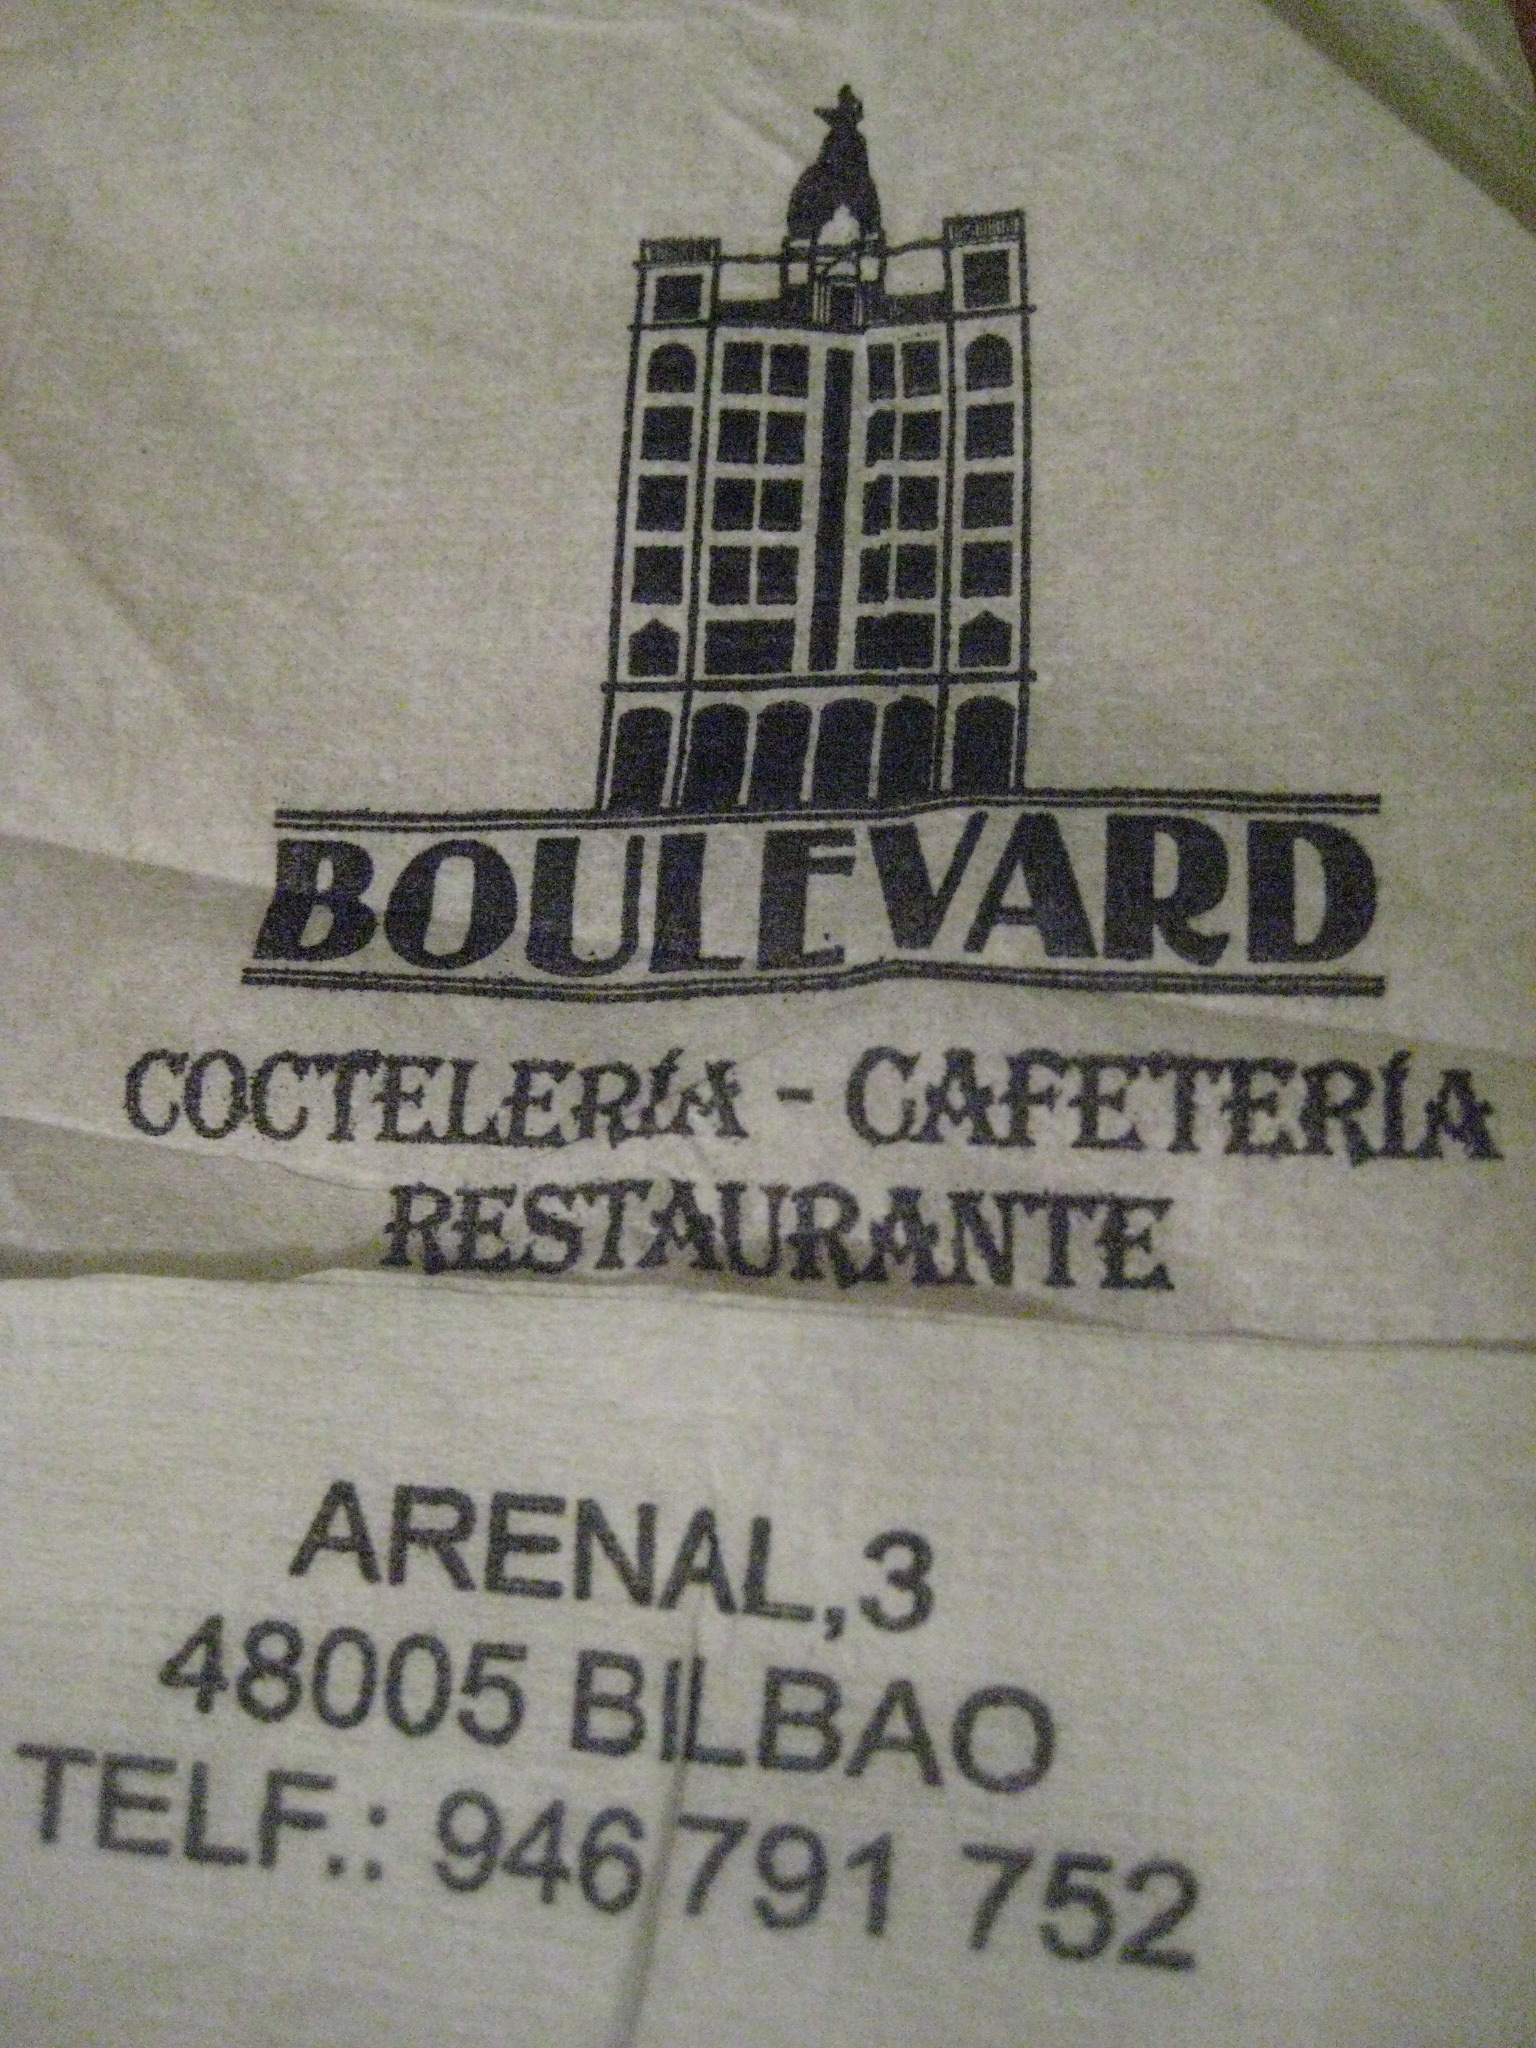 BOULEVARD
COCTELERÍA - CAFETERÍA
RESTAURANTE
ARENAL,3
48005 BILBAO
TELF.: 946 791 752